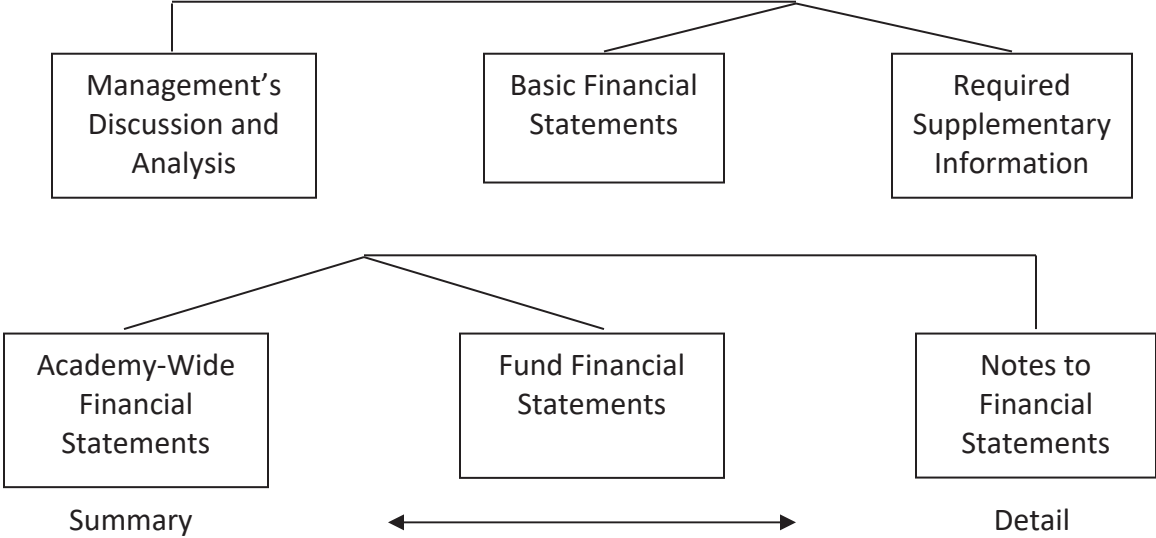 Management’s
Discussion and
Analysis
Basic Financial
Statements
Required
Supplementary
Information
Academy-Wide
Financial
Statements
Fund Financial
Statements
Notes to
Financial
Statements
Summary
Detail